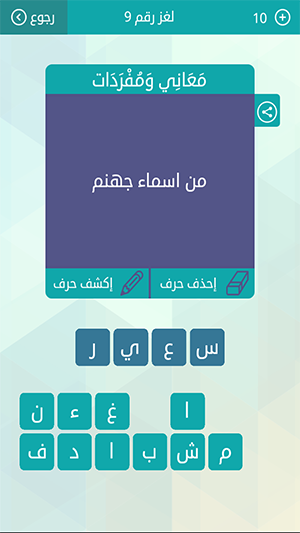 رجوع لغز رقم 9 10
مَعَانِي وَمُفْرَدَات
من اسماء جهنم
إحذف حرف إكشف حرف
س ع ي ر
ا غ ء ن
م ش ب ا د ف